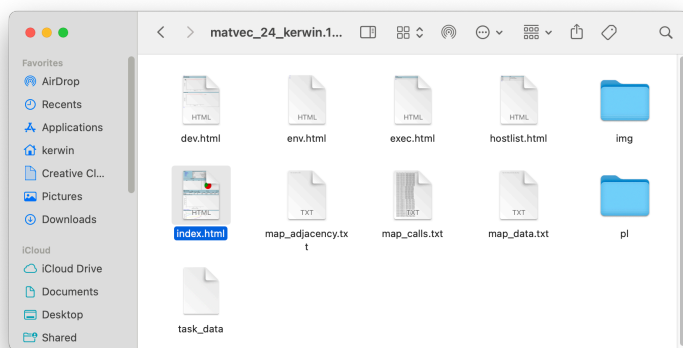 matvec_24_kerwin.1...
Favorites
AirDrop
Recents
Applications
kerwin
Creative Cl...
Pictures
Downloads
iCloud
iCloud Drive
Documents
Desktop
Shared
HTML
HTML
HTML
HTML
dev.html
env.html
exec.html
hostlist.html
img
HTML
TXT
TXT
TXT
index.html
map_adjacency.tx
t
map_calls.txt
map_data.txt
pl
task_data